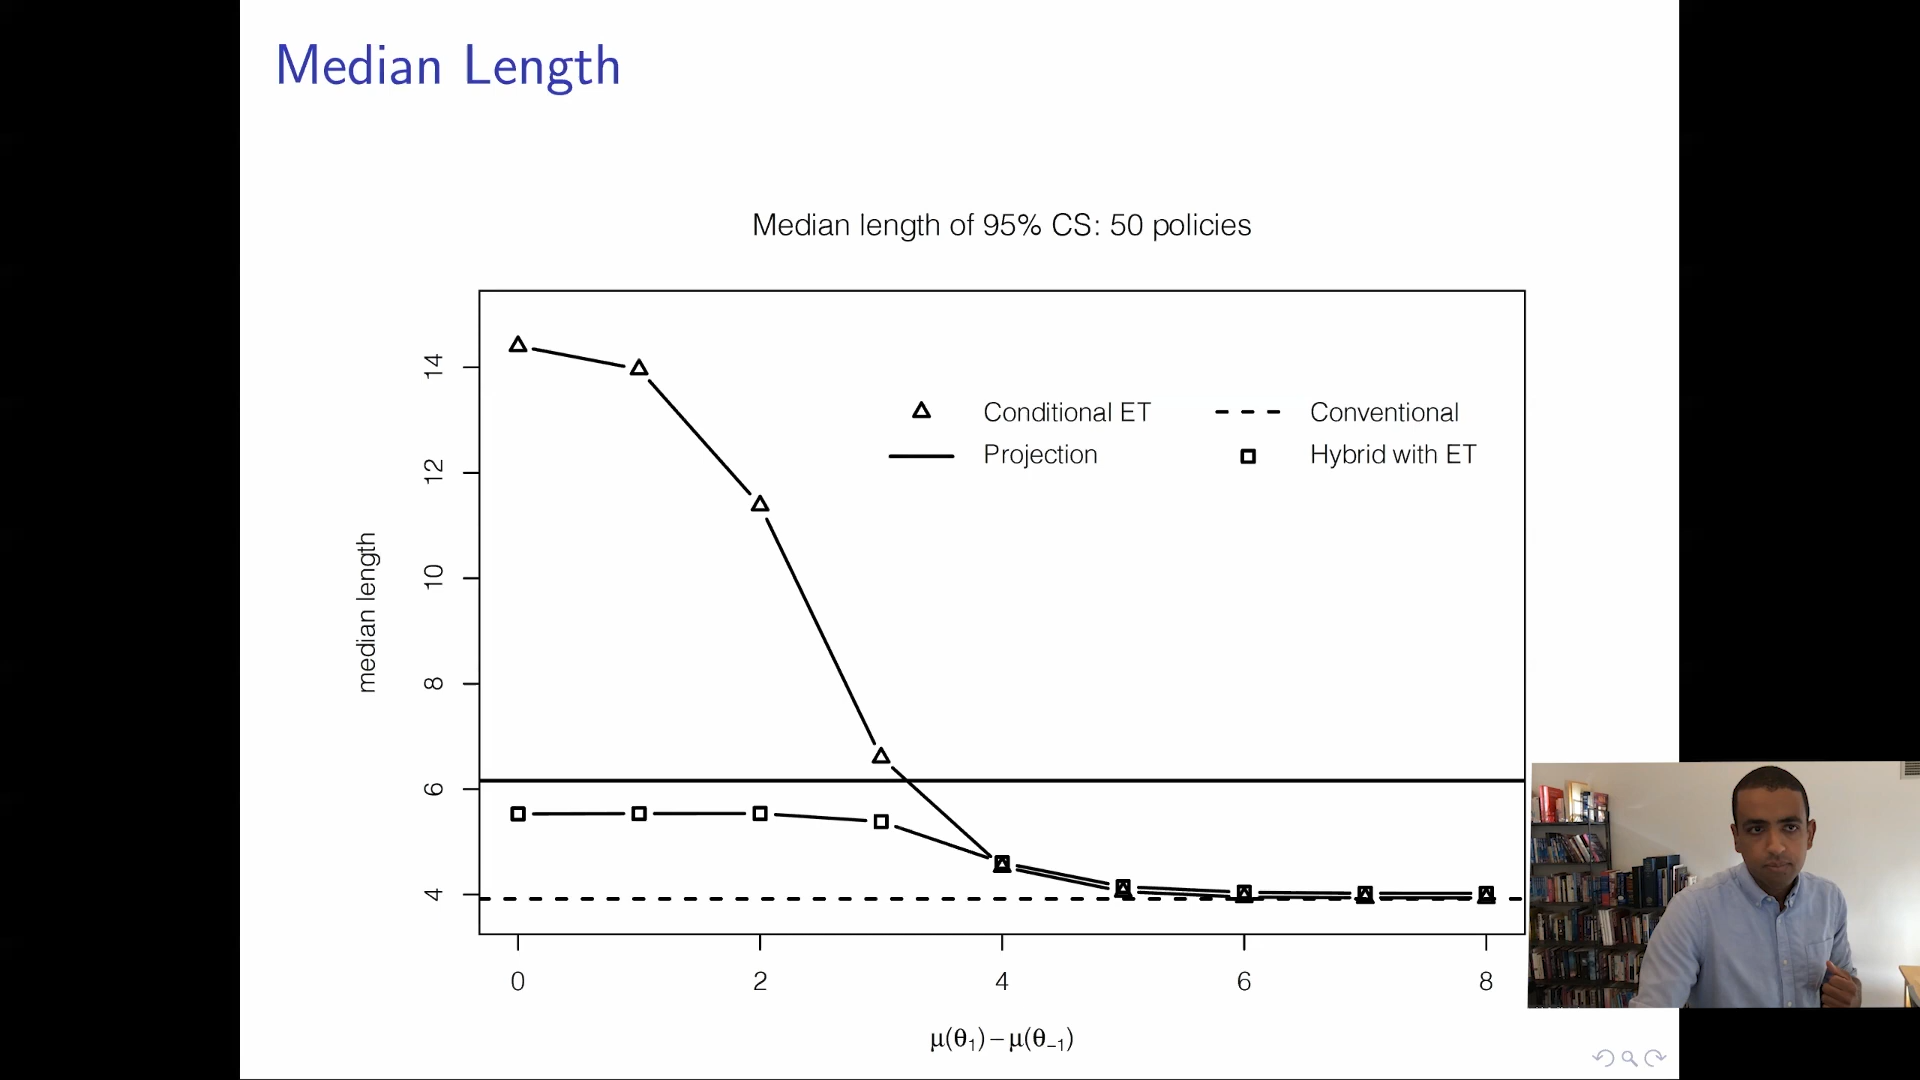 Median Length
Median length of 95% CS: 50 policies
median length
14
12
10
8
6
4
Conditional ET
Conventional
Projection
Hybrid with ET
0 2 4 6 8
μ(θ₁) – μ(θ₋₁)